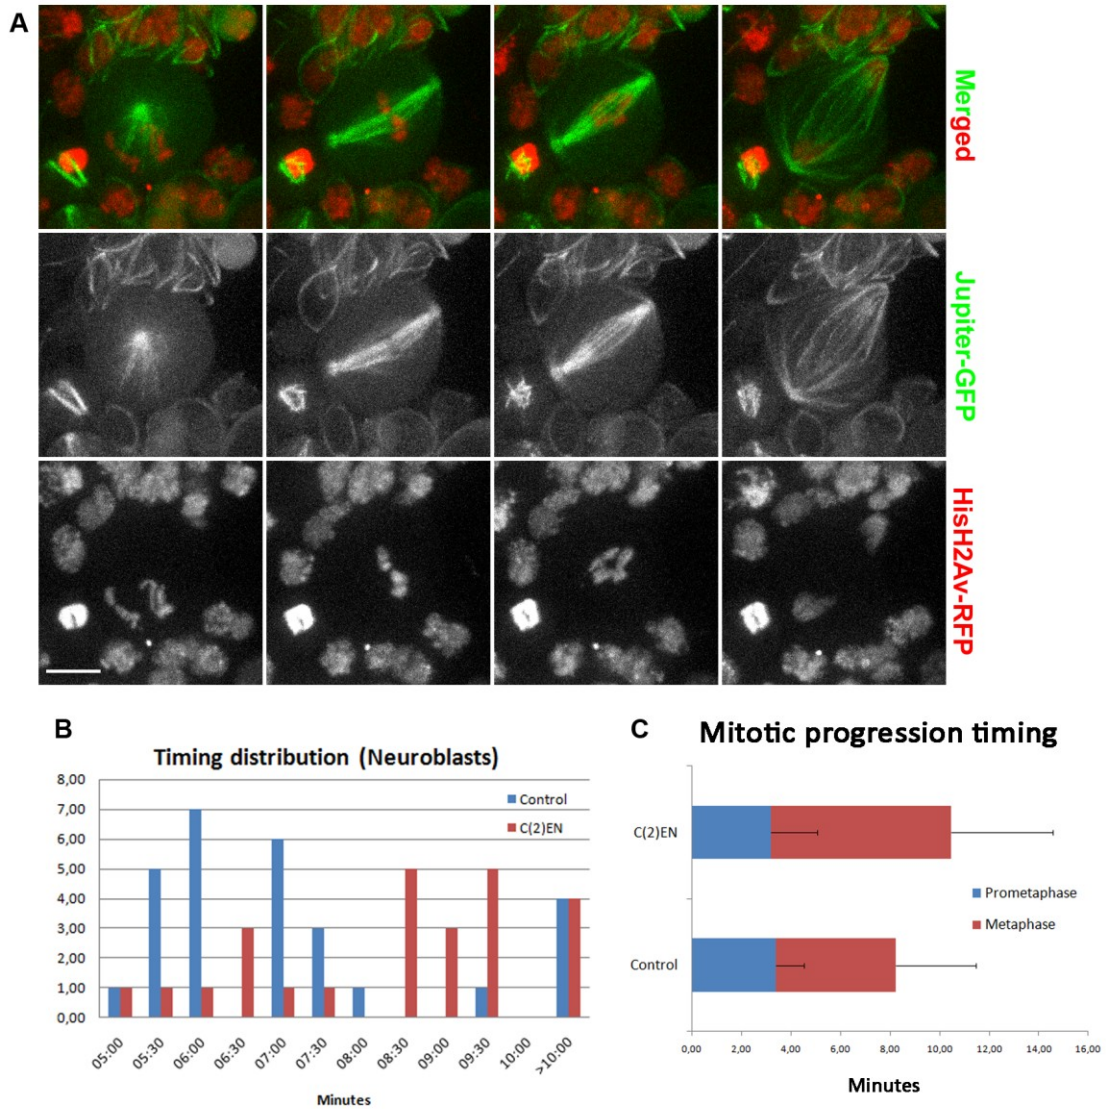 A
Merged
Jupiter-GFP
HisH2Av-RFP
B
Timing distribution (Neuroblasts)
8,00
7,00
6,00
5,00
4,00
3,00
2,00
1,00
0,00
Control
C(2)EN
05:00
05:30
06:00
06:30
07:00
07:30
08:00
08:30
09:00
09:30
10:00
>10:00
Minutes
C
Mitotic progression timing
C(2)EN
Control
Prometaphase
Metaphase
0,00 2,00 4,00 6,00 8,00 10,00 12,00 14,00 16,00
Minutes